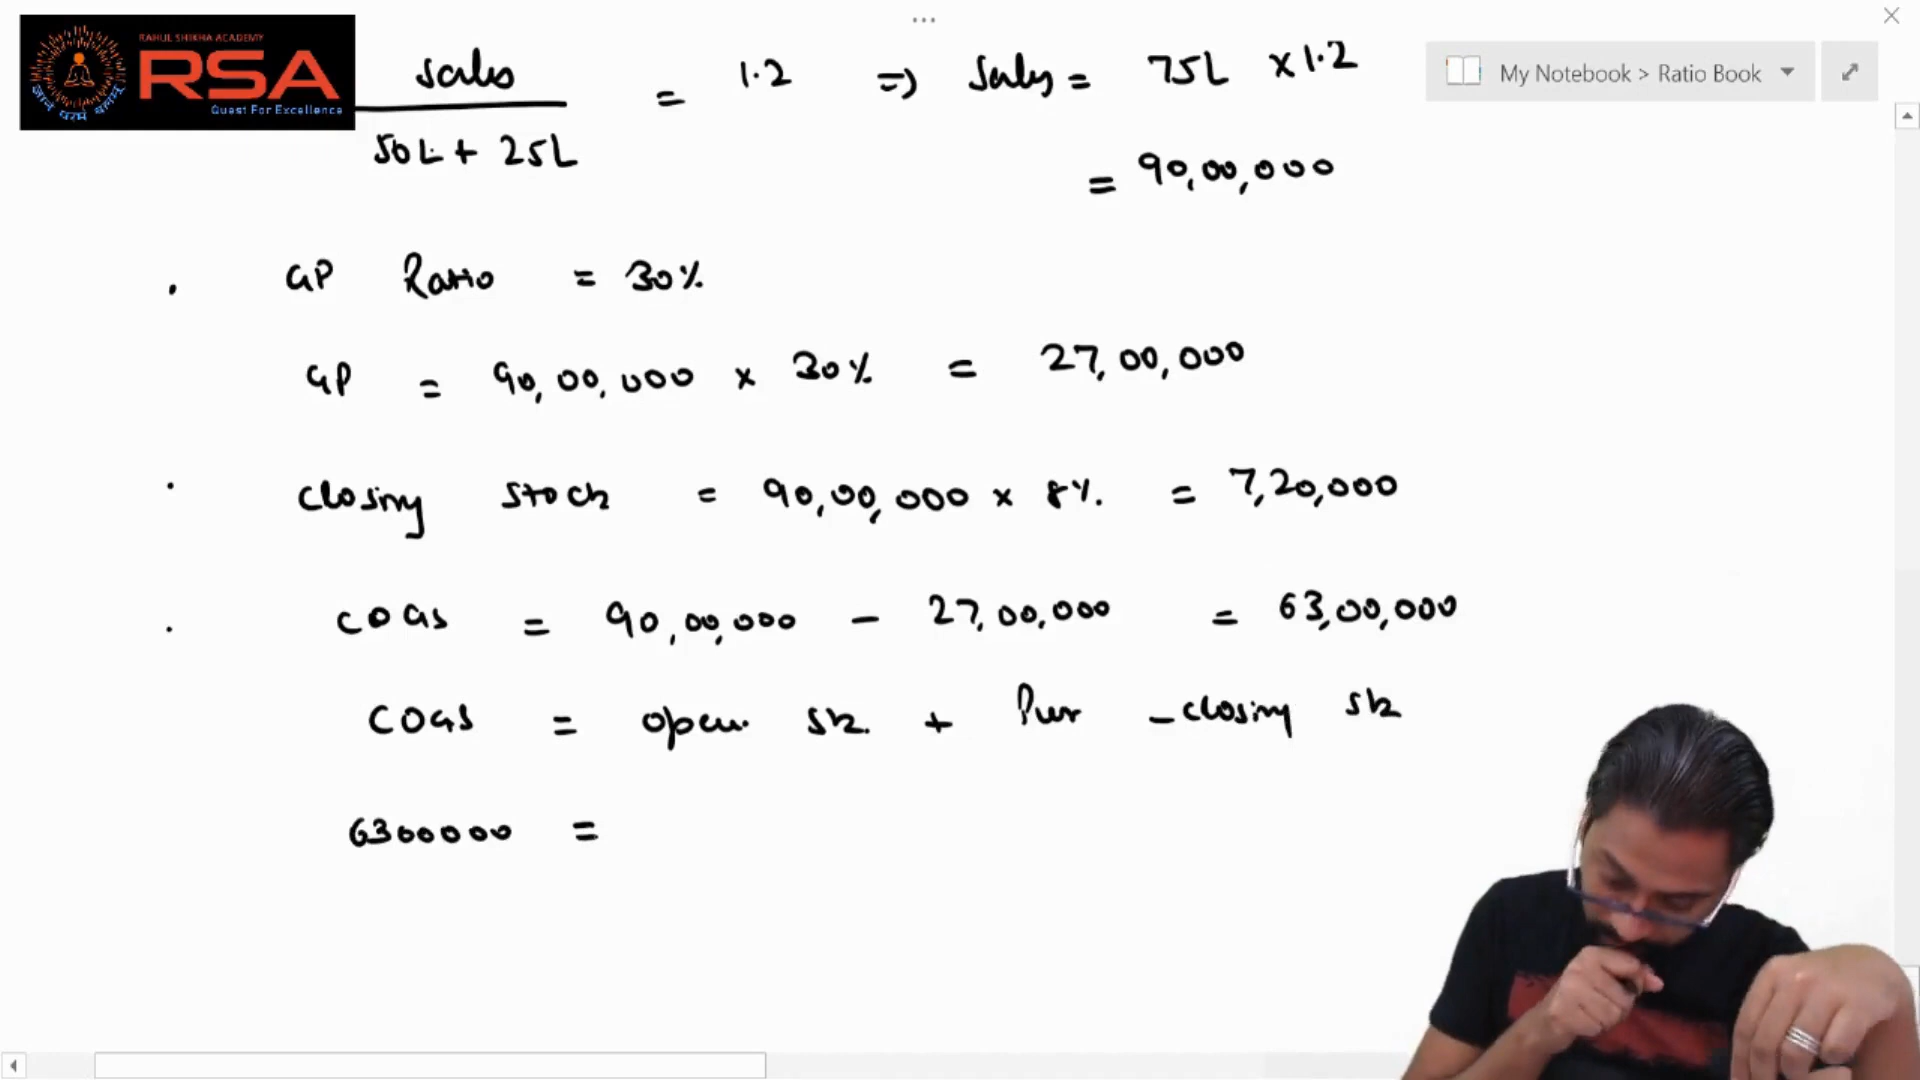 ...
RAHUL SHIKHA ACADEMY
RSA
Quest For Excellence
My Notebook > Ratio Book
Sales / 50L + 25L = 1.2 => Sales = 75L x 1.2
= 90,00,000
. GP Ratio = 30%
GP = 90,00,000 x 30% = 27,00,000
. Closing Stock = 90,00,000 x 8% = 7,20,000
. COGS = 90,00,000 - 27,00,000 = 63,00,000
COGS = open. Sk. + Pur - closing Sk
6300000 =